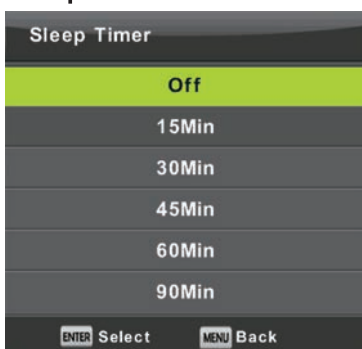 Sleep Timer
Off
15Min
30Min
45Min
60Min
90Min
ENTER Select MENU Back